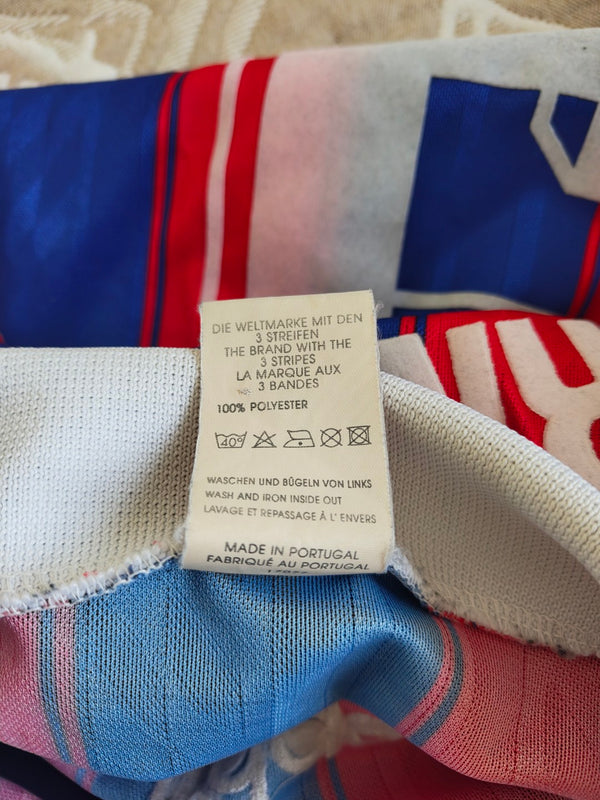 DIE WELTMARKE MIT DEN
3 STREIFEN
THE BRAND WITH THE
3 STRIPES
LA MARQUE AUX
3 BANDES
100% POLYESTER
40°
WASCHEN UND BÜGELN VON LINKS
WASH AND IRON INSIDE OUT
LAVAGE ET REPASSAGE À L' ENVERS
MADE IN PORTUGAL
FABRIQUÉ AU PORTUGAL